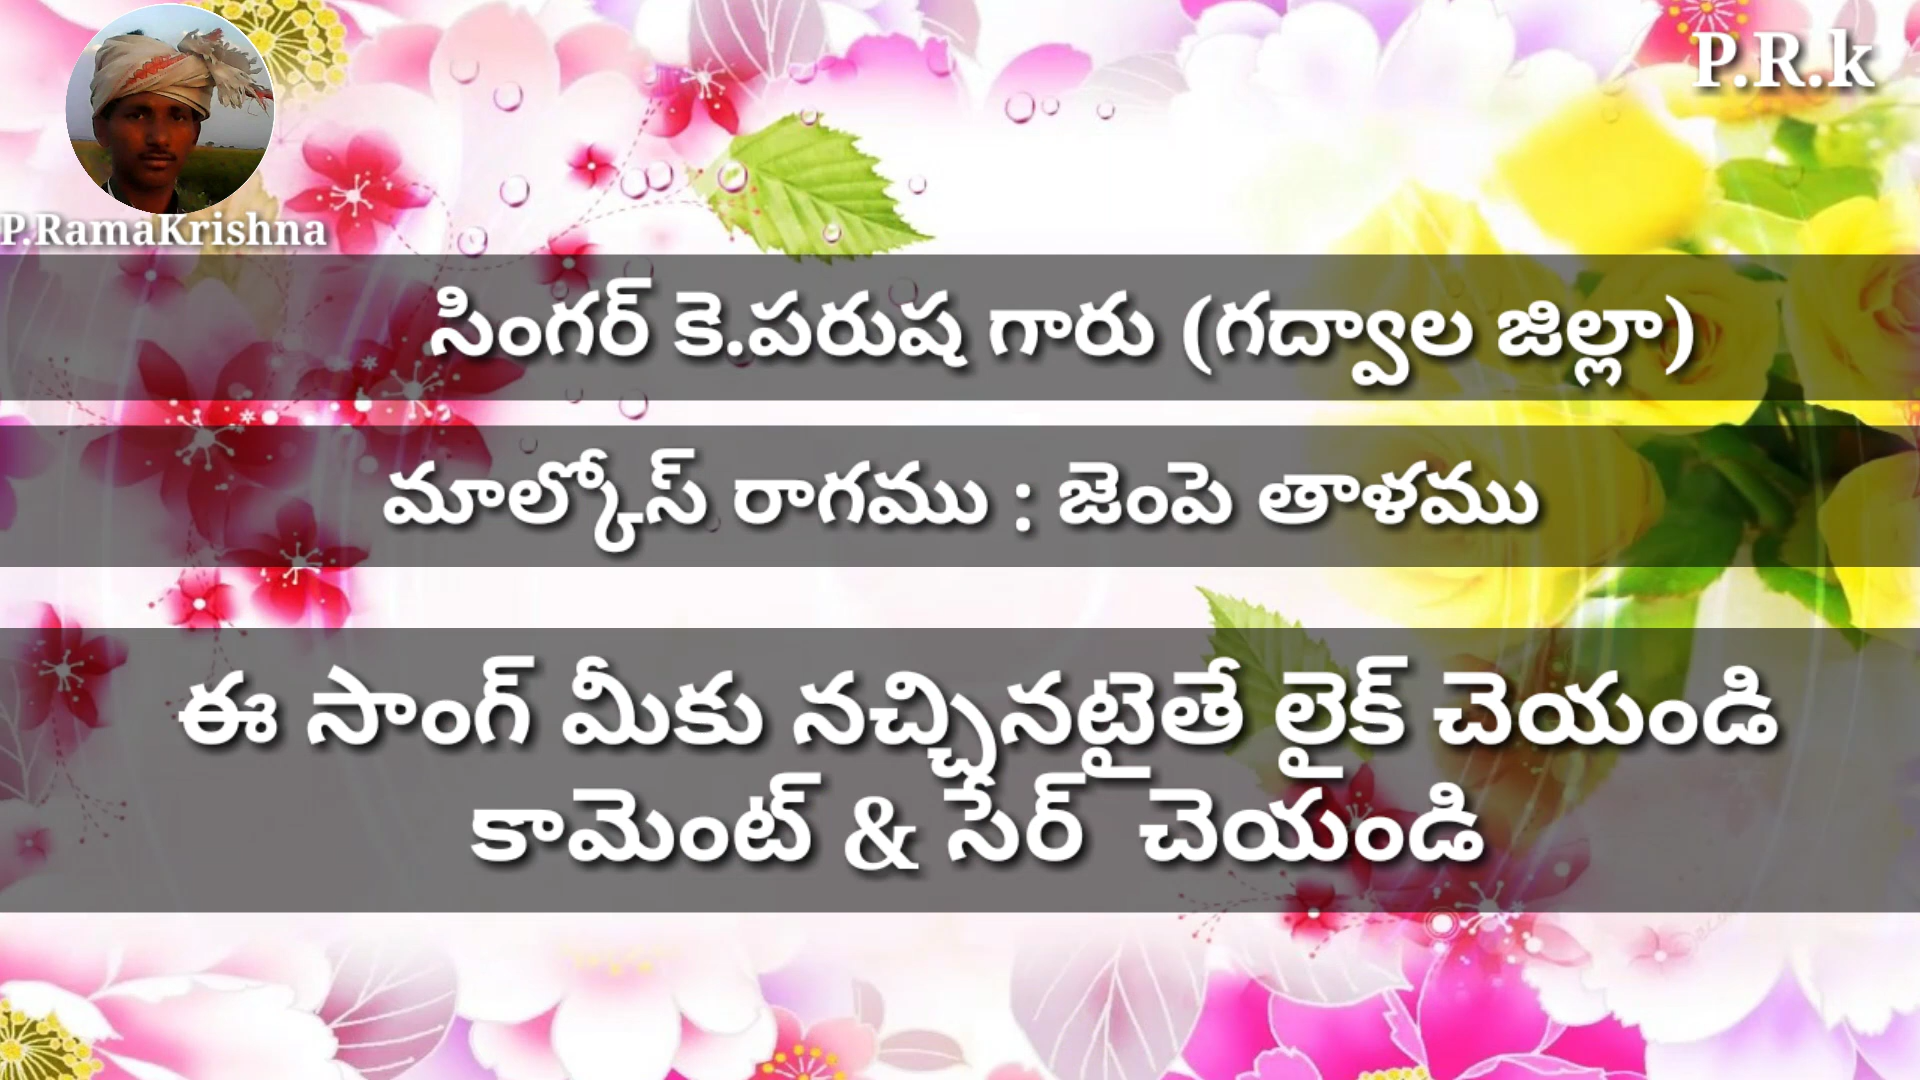 P.R.k
P.RamaKrishna
సింగర్ కె.పరుష గారు (గద్వాల జిల్లా)
మాల్కోస్ రాగము : జెంపె తాళము
ఈ సాంగ్ మీకు నచ్చినటైతే లైక్ చెయండి
కామెంట్ & సేర్ చెయండి